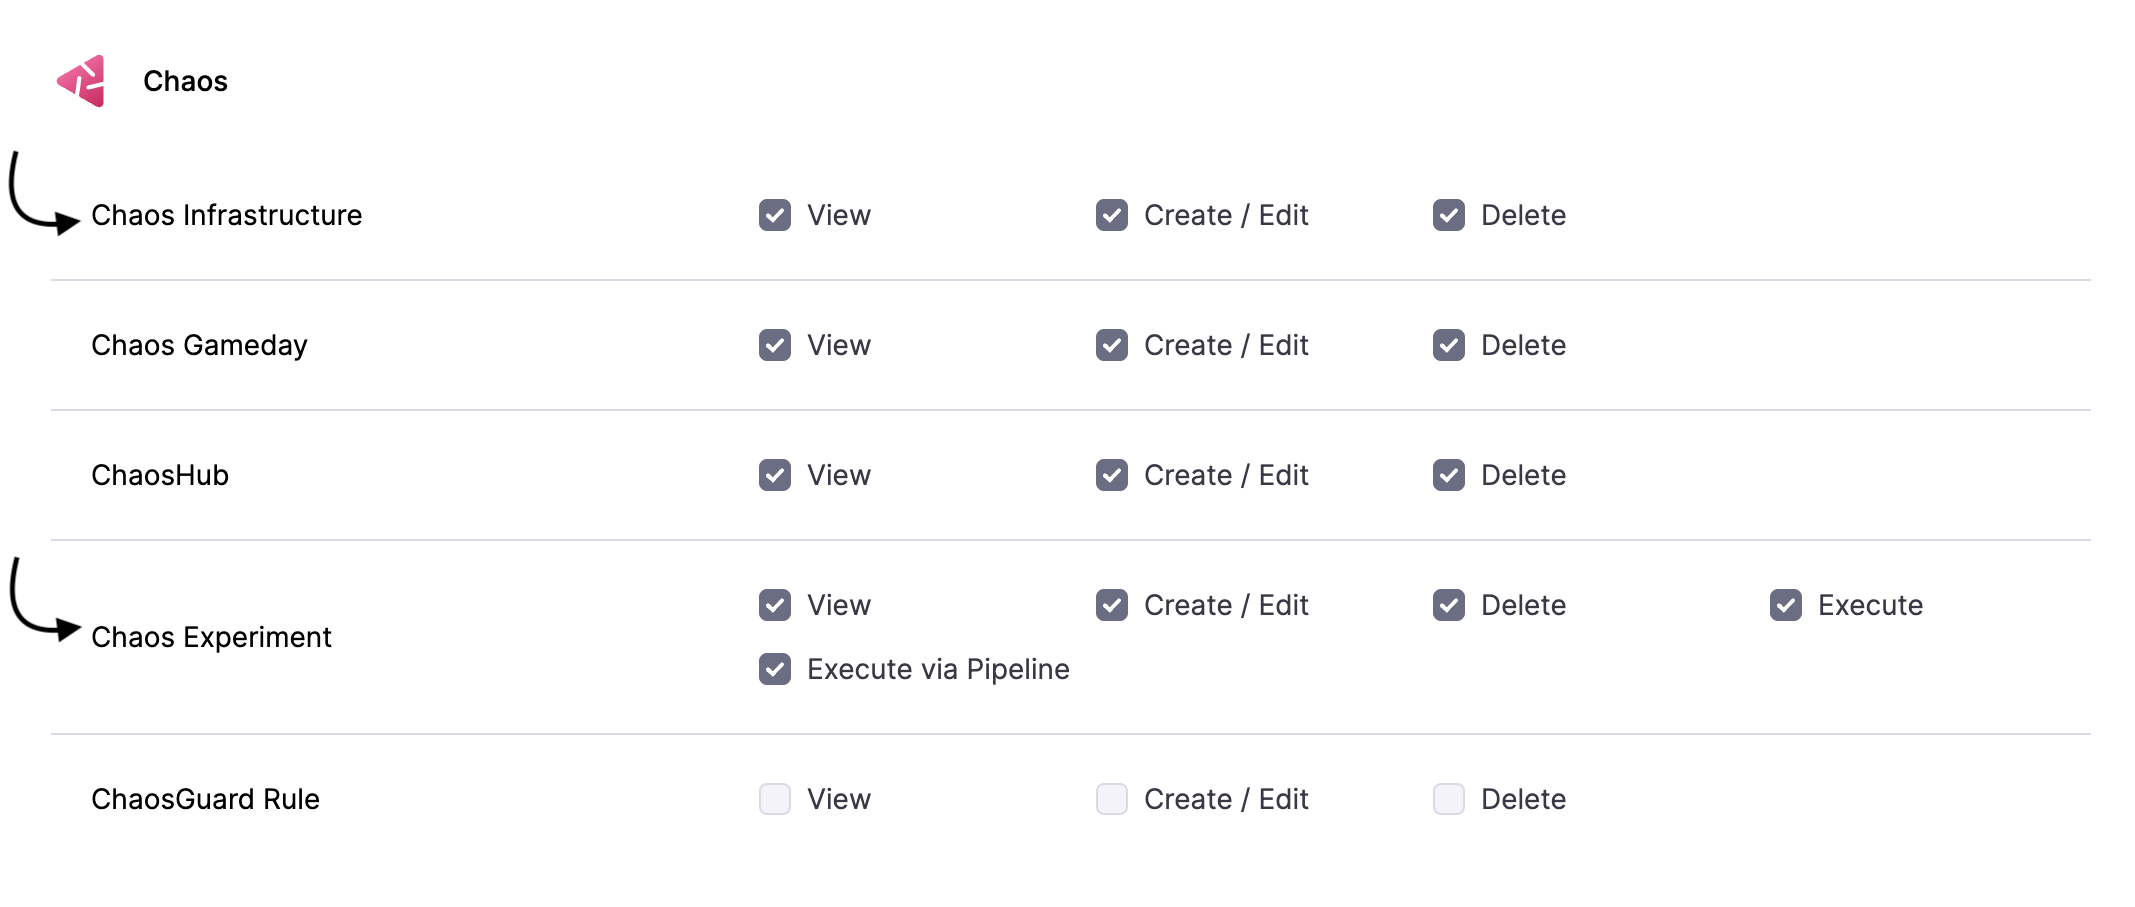 Chaos
Chaos Infrastructure View Create / Edit Delete
Chaos Gameday View Create / Edit Delete
ChaosHub View Create / Edit Delete
Chaos Experiment View Create / Edit Delete Execute
Execute via Pipeline
ChaosGuard Rule View Create / Edit Delete